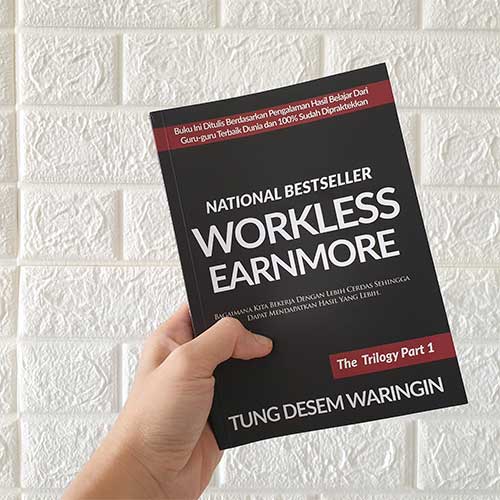 Buku Ini Ditulis Berdasarkan Pengalaman Hasil Belajar Dari
Guru-guru Terbaik Dunia dan 100% Sudah Dipraktekkan
NATIONAL BESTSELLER
WORKLESS
EARNMORE
BAGAIMANA KITA BEKERJA DENGAN LEBIH CERDAS SEHINGGA
DAPAT MENDAPATKAN HASIL YANG LEBIH.
The Trilogy Part 1
TUNG DESEM WARINGIN